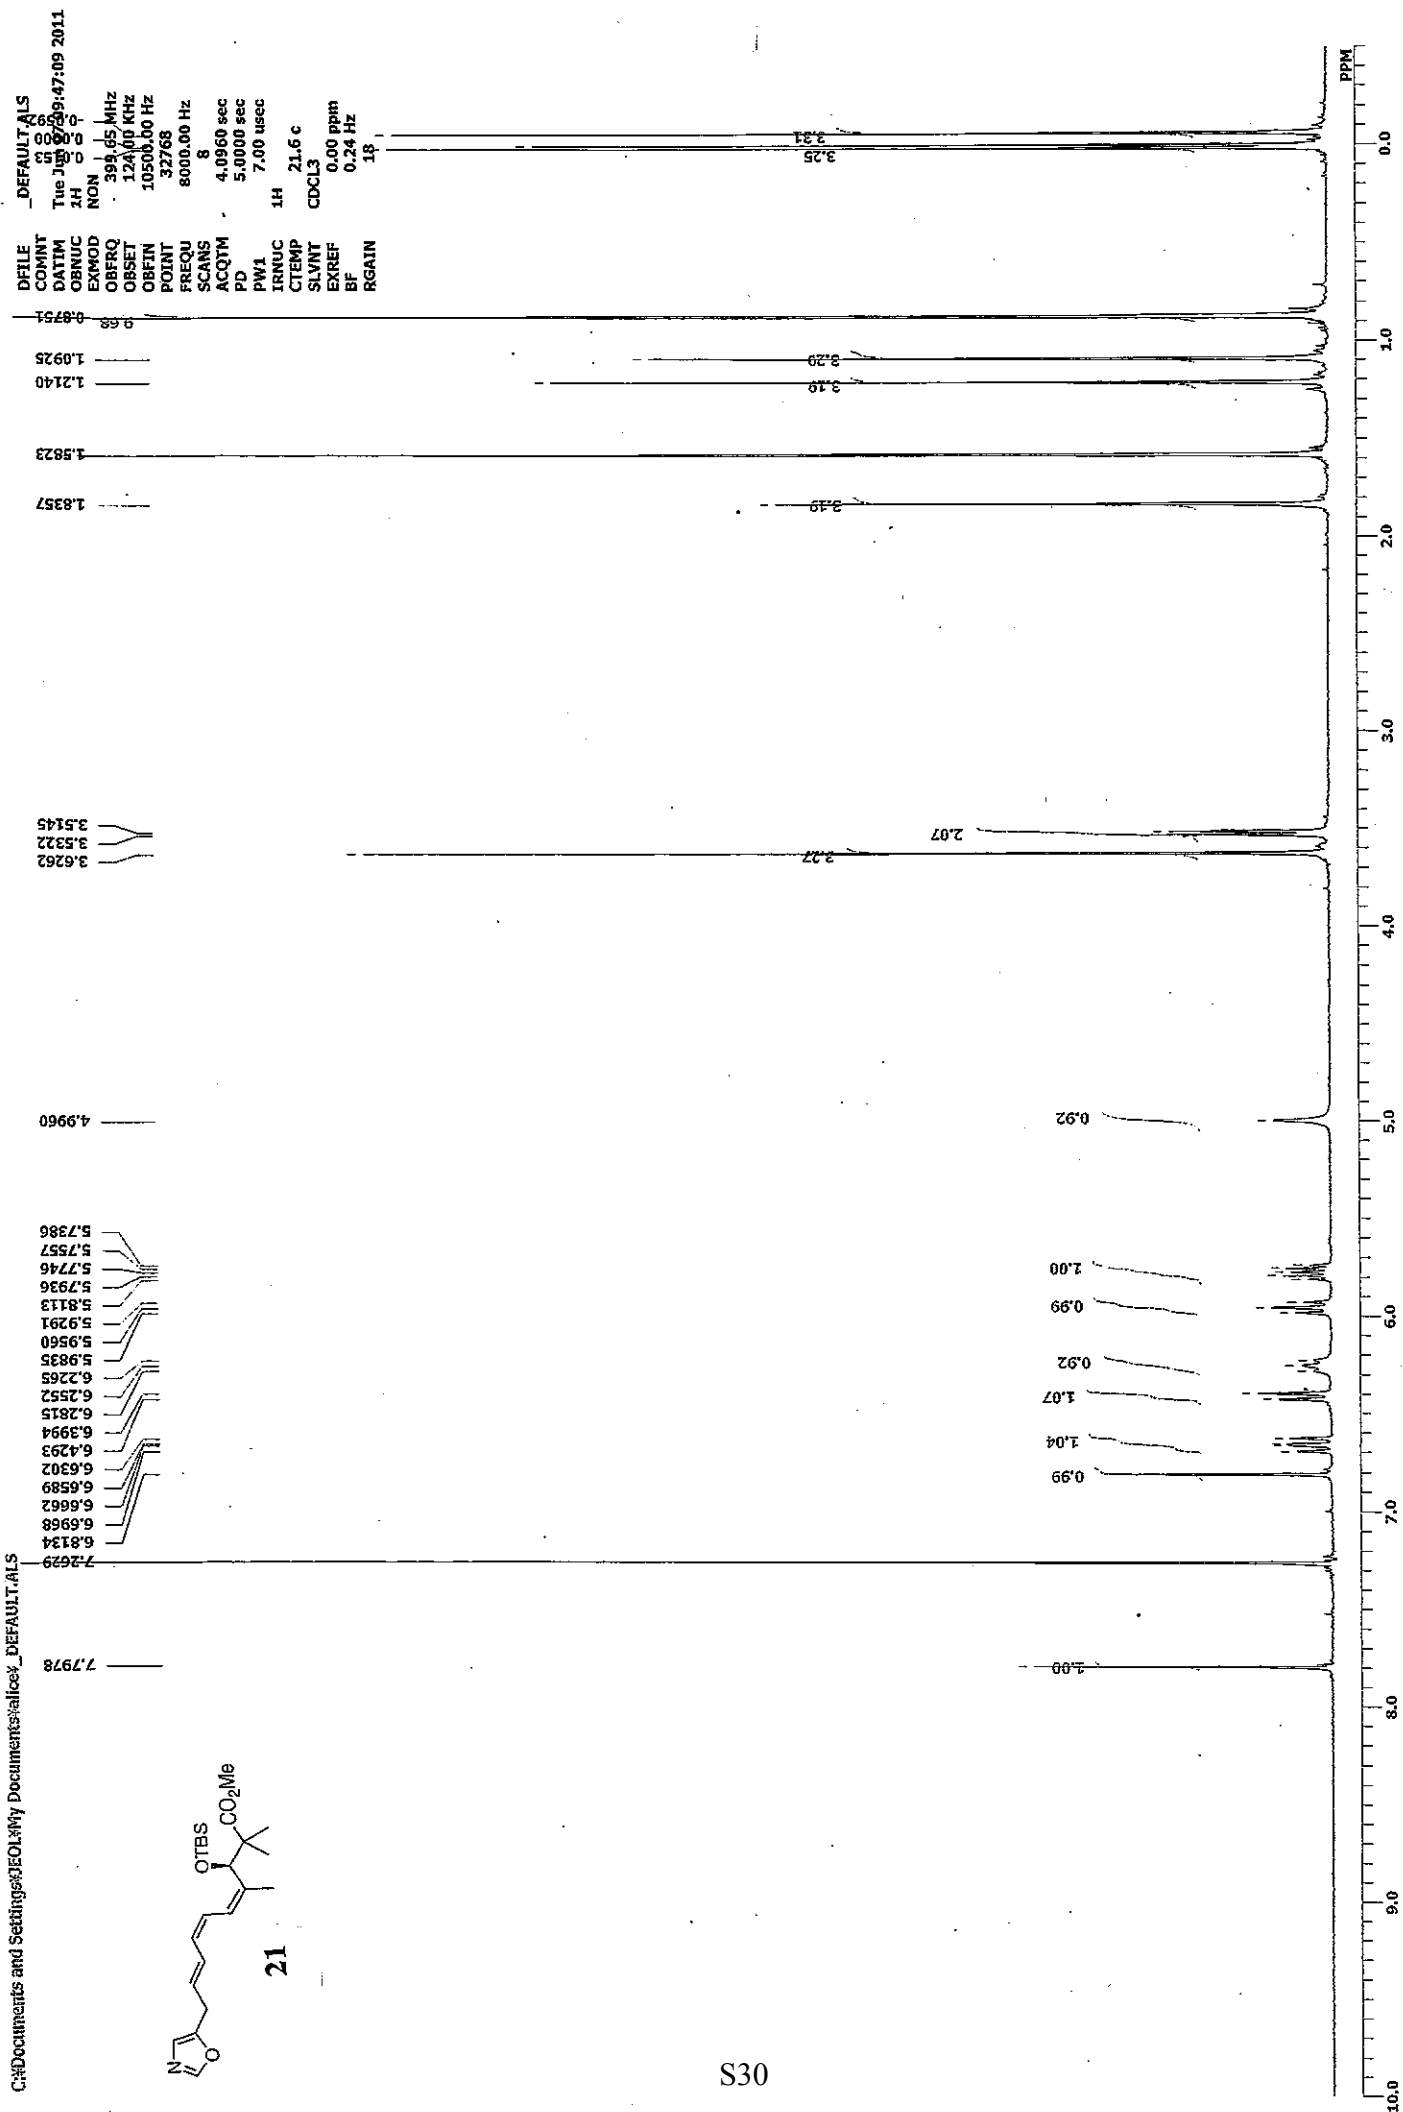 C:¥Documents and Settings¥JEOL¥My Documents¥alice¥_DEFAULT.ALS
DFILE _DEFAULT.ALS
COMNT
DATIM 09:47:09 2011
OBNUC 1H
EXMOD NON
OBFRQ 399.65 MHz
OBSET 124.00 KHz
OBFIN 10500.00 Hz
POINT 32768
FREQU 8000.00 Hz
SCANS 8
ACQTM 4.0960 sec
PD 5.0000 sec
PW1 7.00 usec
IRNUC 1H
CTEMP 21.6 c
SLVNT CDCL3
EXREF 0.00 ppm
BF 0.24 Hz
RGAIN 18
7.7978
7.2629
6.8134
6.6968
6.6662
6.6589
6.6302
6.4293
6.3994
6.2815
6.2552
6.2265
5.9835
5.9560
5.9291
5.8113
5.7936
5.7746
5.7557
5.7386
4.9960
3.6262
3.5322
3.5145
1.8357
1.5823
1.2140
1.0925
0.8751
0.0153
0.0000
-0.0592
1.00
0.99
1.04
1.07
0.92
0.99
1.00
0.92
3.27
2.07
3.19
3.19
3.29
9.68
3.25
3.31
N
O
OTBS
CO2Me
21
10.0
9.0
8.0
7.0
6.0
5.0
4.0
3.0
2.0
1.0
0.0
PPM
S30